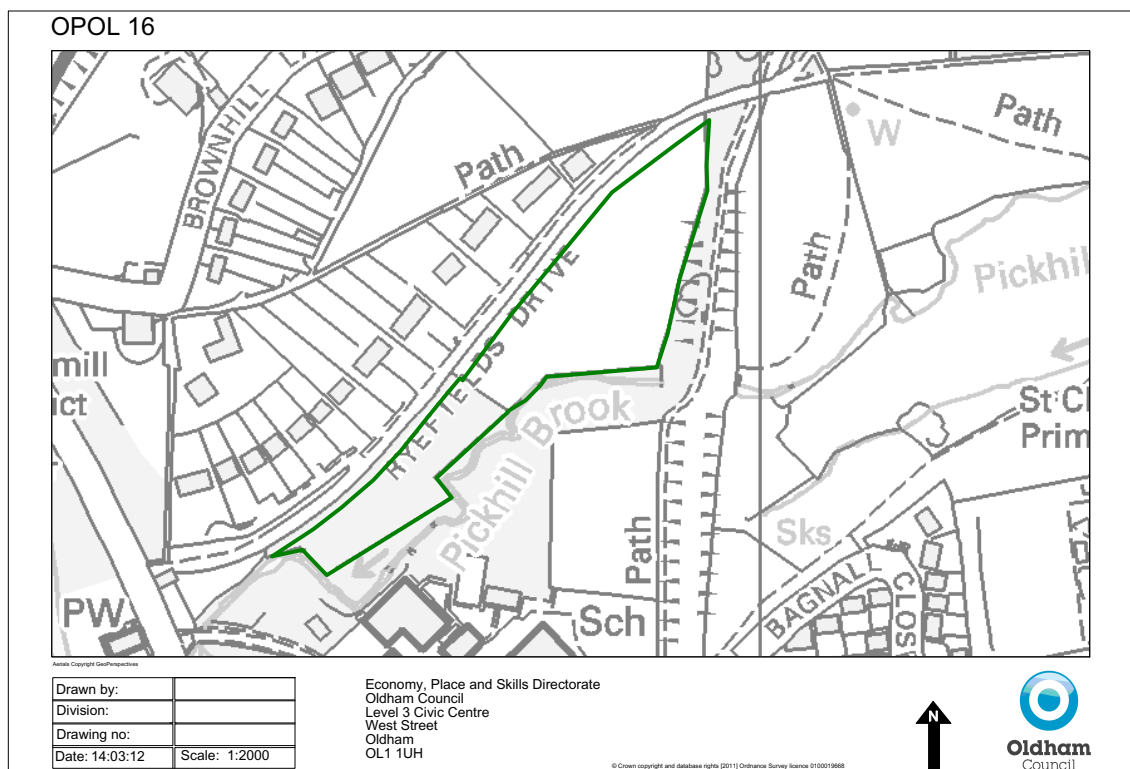 OPOL 16
BROWNHILL
Path
Path
W
Path
Pickhil
RYEFIELDS DRIVE
mill
ict
St C
Prim
Pickhill Brook
Sks
Path
BAGNALL
CLOS
PW
Sch
Aerials Copyright GeoPerspectives
Drawn by:
Division:
Drawing no:
Date: 14:03:12
Scale: 1:2000
Economy, Place and Skills Directorate
Oldham Council
Level 3 Civic Centre
West Street
Oldham
OL1 1UH
N
Oldham
Council
© Crown copyright and database rights [2011] Ordnance Survey licence 0100019668